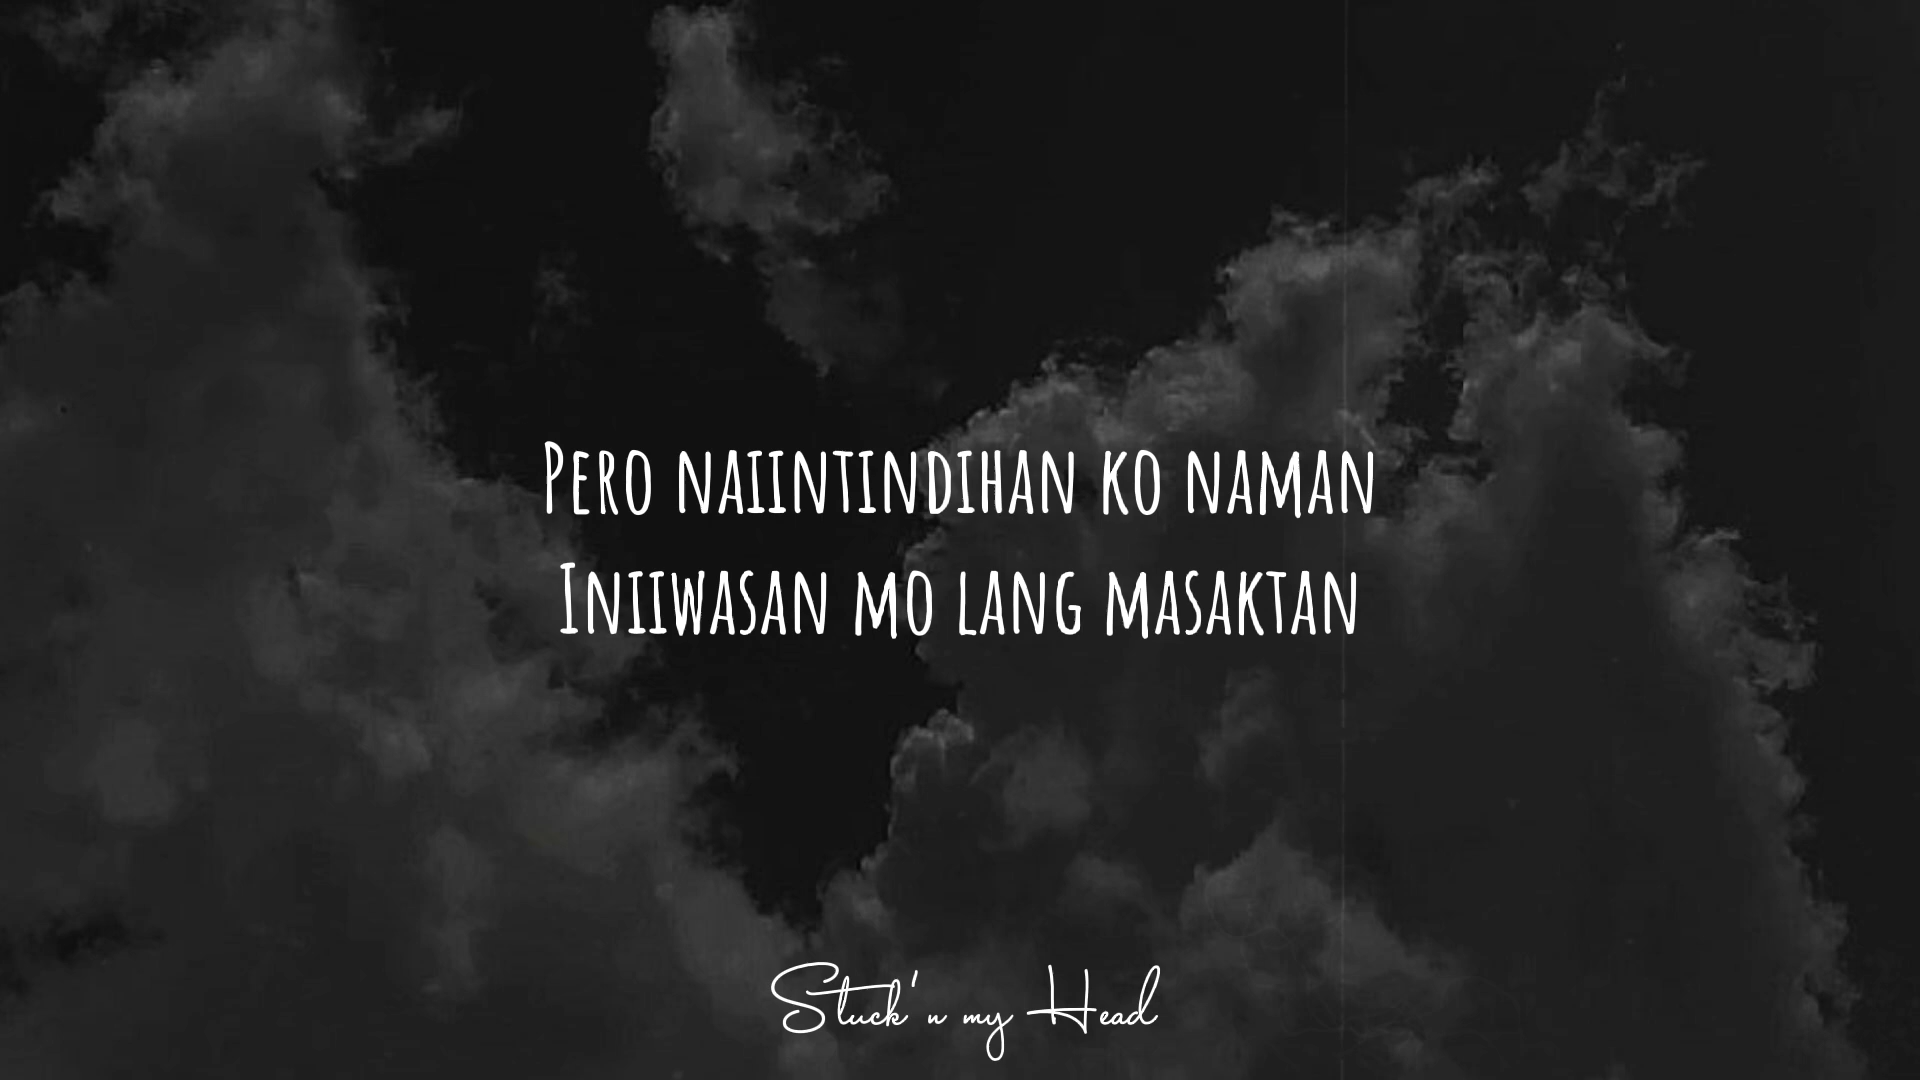 Pero naiintindihan ko naman
Iniiwasan mo lang masaktan
Stuck'n my Head